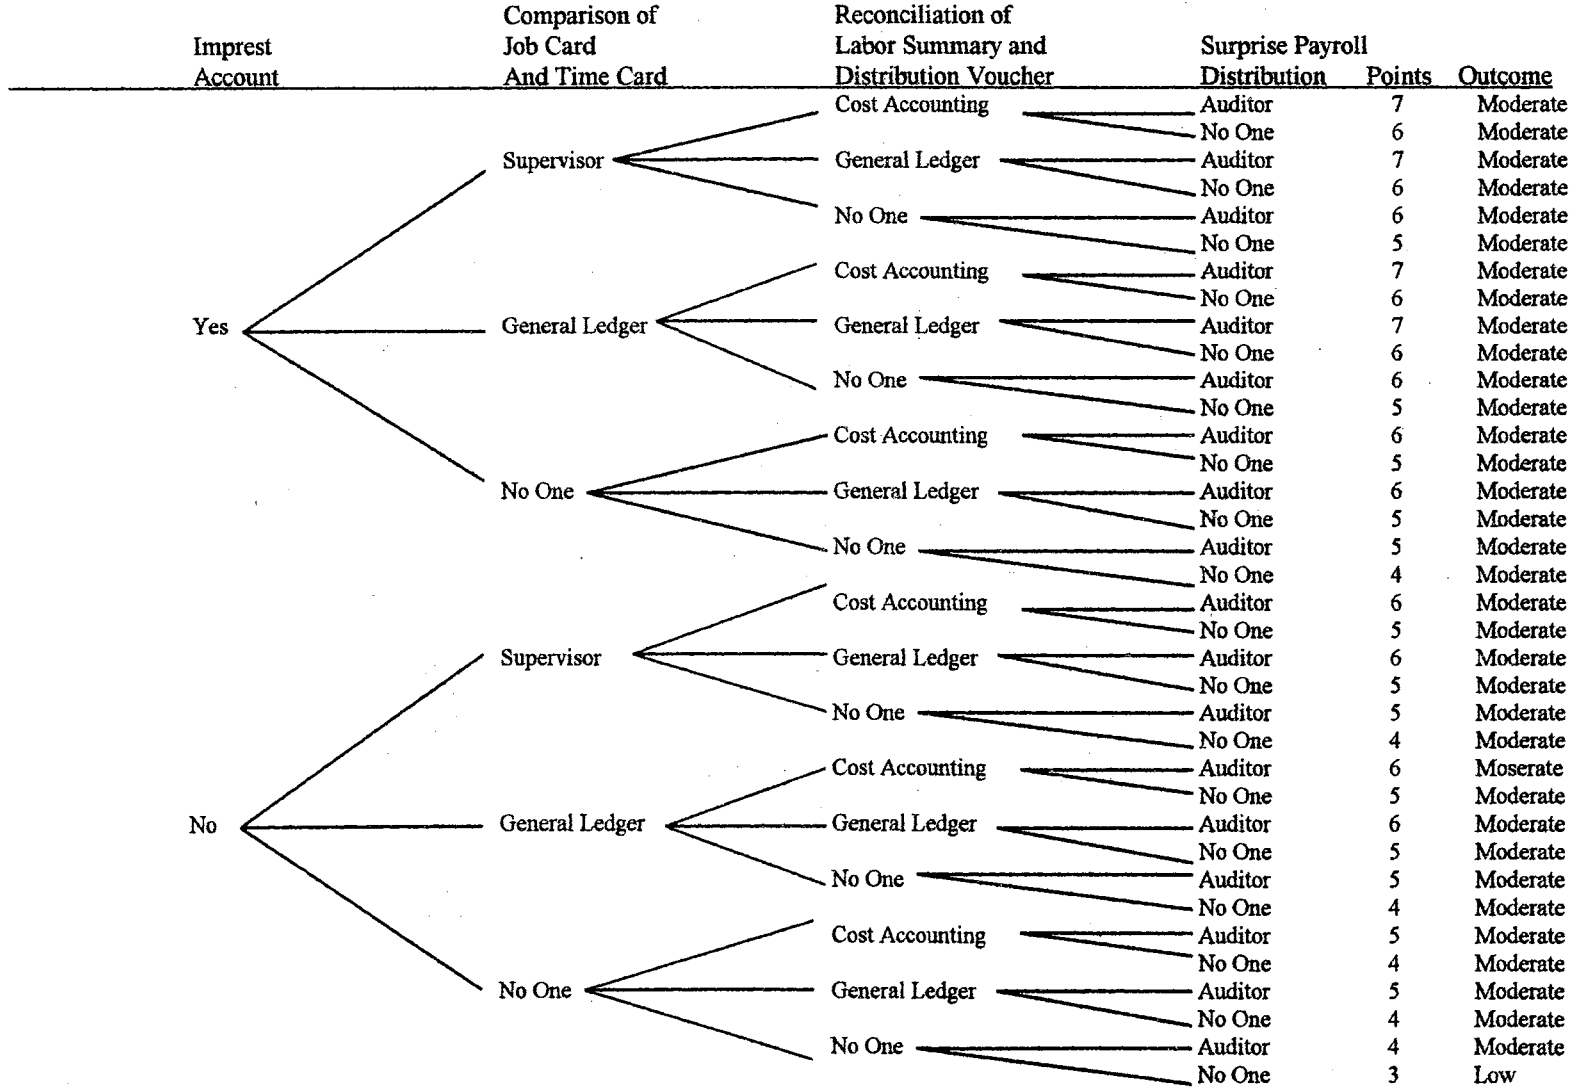 Comparison of Reconciliation of
Imprest Job Card Labor Summary and Surprise Payroll
Account And Time Card Distribution Voucher Distribution Points Outcome
Cost Accounting Auditor 7 Moderate
No One 6 Moderate
Supervisor General Ledger Auditor 7 Moderate
No One 6 Moderate
No One Auditor 6 Moderate
No One 5 Moderate
Cost Accounting Auditor 7 Moderate
No One 6 Moderate
Yes General Ledger General Ledger Auditor 7 Moderate
No One 6 Moderate
No One Auditor 6 Moderate
No One 5 Moderate
Cost Accounting Auditor 6 Moderate
No One 5 Moderate
No One General Ledger Auditor 6 Moderate
No One 5 Moderate
No One Auditor 5 Moderate
No One 4 Moderate
Cost Accounting Auditor 6 Moderate
No One 5 Moderate
Supervisor General Ledger Auditor 6 Moderate
No One 5 Moderate
No One Auditor 5 Moderate
No One 4 Moderate
Cost Accounting Auditor 6 Moserate
No One 5 Moderate
No General Ledger General Ledger Auditor 6 Moderate
No One 5 Moderate
No One Auditor 5 Moderate
No One 4 Moderate
Cost Accounting Auditor 5 Moderate
No One 4 Moderate
No One General Ledger Auditor 5 Moderate
No One 4 Moderate
No One Auditor 4 Moderate
No One 3 Low